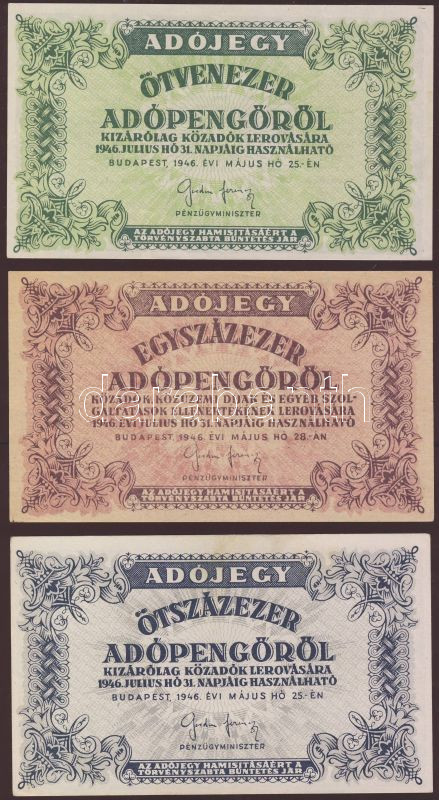 ADÓJEGY
ÖTVENEZER
ADÓPENGŐRŐL
KIZÁRÓLAG KÖZADÓK LEROVÁSÁRA
1946. JULIUS HÓ 31. NAPJÁIG HASZNÁLHATÓ
BUDAPEST, 1946. ÉVI MÁJUS HÓ 25.-ÉN
PÉNZÜGYMINISZTER
AZ ADÓJEGY HAMISITÁSÁÉRT A
TÖRVÉNYSZABTA BÜNTETÉS JÁR
ADÓJEGY
EGYSZÁZEZER
ADÓPENGŐRŐL
KÖZADÓK, KÖZÜZEMI DIJAK ÉS EGYÉB SZOL-
GÁLTATÁSOK ELLENÉRTÉKÉNEK LEROVÁSÁRA
1946. ÉVI JULIUS HÓ 31. NAPJÁIG HASZNÁLHATÓ
BUDAPEST, 1946. ÉVI MÁJUS HÓ 28.-ÁN
PÉNZÜGYMINISZTER
AZ ADÓJEGY HAMISITÁSÁÉRT A
TÖRVÉNYSZABTA BÜNTETÉS JÁR
ADÓJEGY
ÖTSZÁZEZER
ADÓPENGŐRŐL
KIZÁRÓLAG KÖZADÓK LEROVÁSÁRA
1946. JULIUS HÓ 31. NAPJÁIG HASZNÁLHATÓ
BUDAPEST, 1946. ÉVI MÁJUS HÓ 25.-ÉN
PÉNZÜGYMINISZTER
AZ ADÓJEGY HAMISITÁSÁÉRT A
TÖRVÉNYSZABTA BÜNTETÉS JÁR